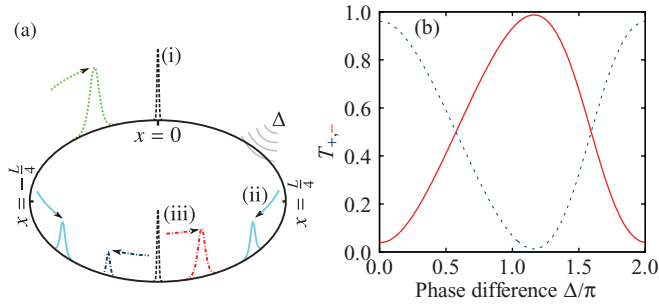 (a)
(i)
x = 0
Δ
x = −L/4
x = L/4
(ii)
(iii)
(b)
T+,−
1.0
0.8
0.6
0.4
0.2
0.0
0.0 0.5 1.0 1.5 2.0
Phase difference Δ/π